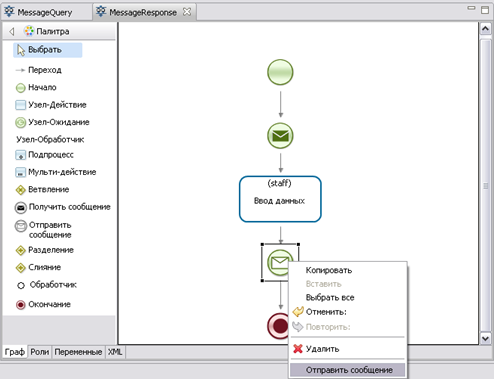 MessageQuery
MessageResponse
Палитра
Выбрать
Переход
Начало
Узел-Действие
Узел-Ожидание
Узел-Обработчик
Подпроцесс
Мульти-действие
Ветвление
Получить сообщение
Отправить
сообщение
Разделение
Слияние
Обработчик
Окончание
(staff)
Ввод данных
Копировать
Вставить
Выбрать все
Отменить:
Повторить:
Удалить
Отправить сообщение
Граф Роли Переменные XML